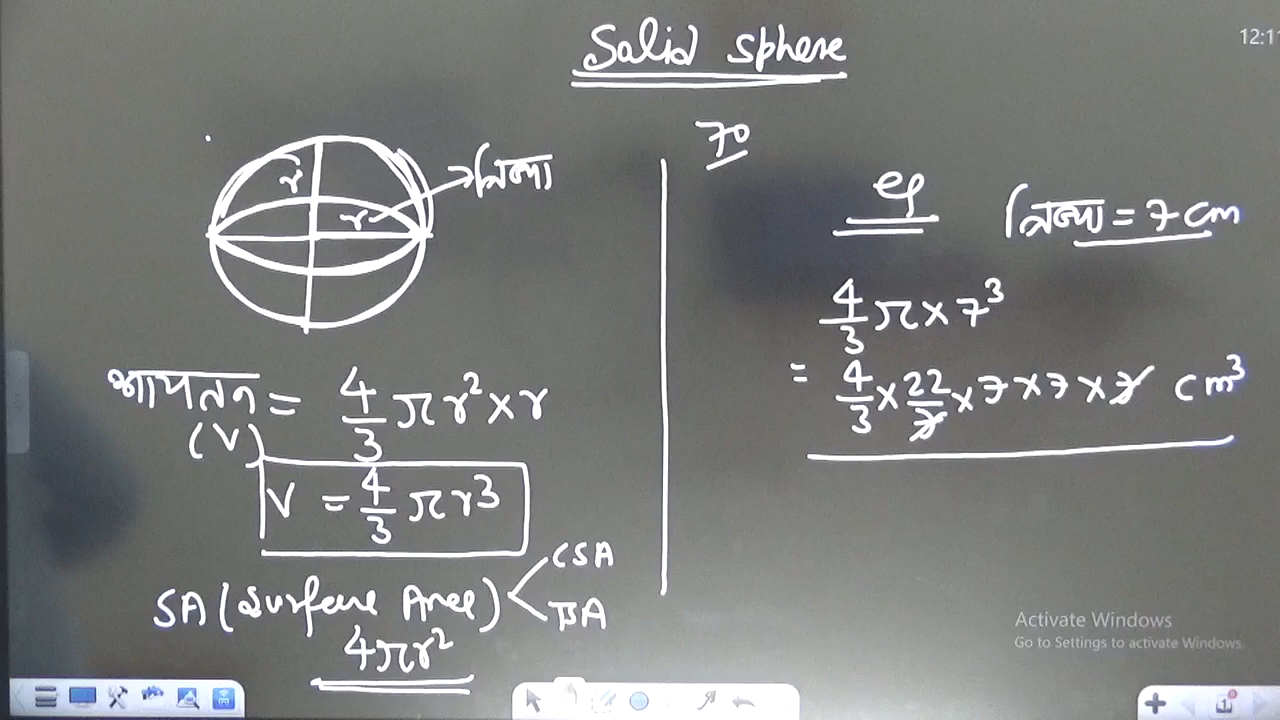 Solid sphere
12:11
r
r
ত্রিজ্যা
আয়তন = 4/3 πr² × r
(V)
V = 4/3 πr³
SA (Surface Area)
CSA
TSA
4πr²
70
eg
ত্রিজ্যা = 7 cm
4/3 π × 7³
= 4/3 × 22/7 × 7 × 7 × 7 cm³
Activate Windows
Go to Settings to activate Windows.